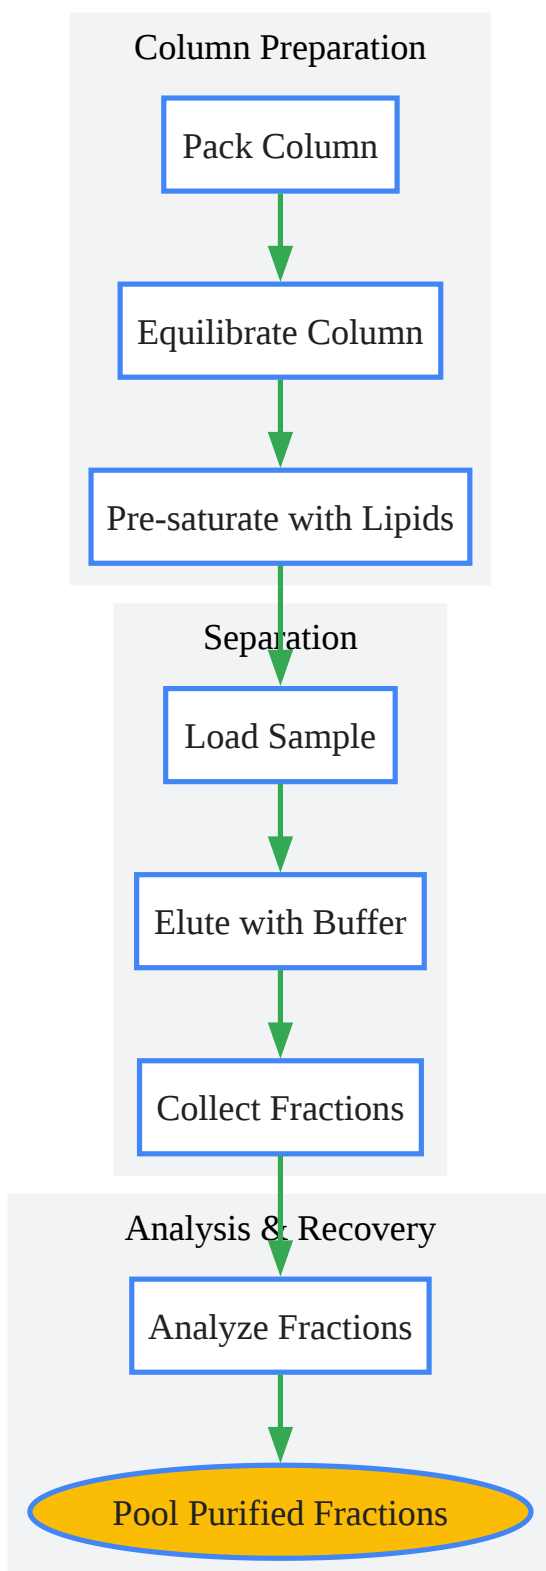 Column Preparation
Pack Column
Equilibrate Column
Pre-saturate with Lipids
Separation
Load Sample
Elute with Buffer
Collect Fractions
Analysis & Recovery
Analyze Fractions
Pool Purified Fractions